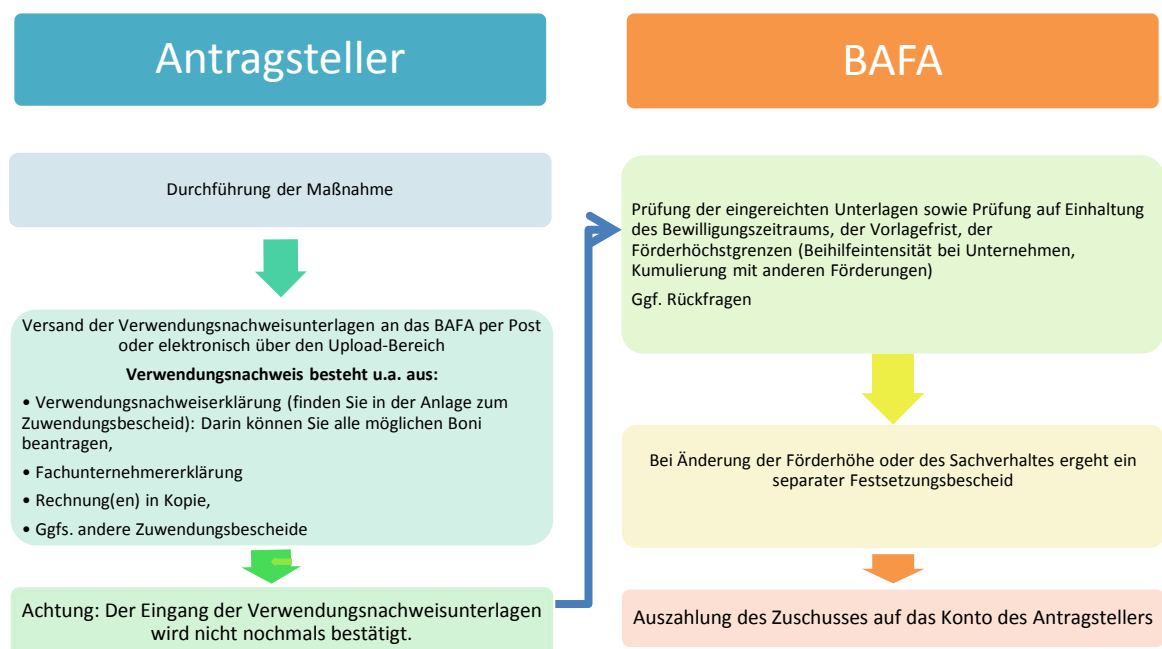 Antragsteller
Durchführung der Maßnahme
Versand der Verwendungsnachweisunterlagen an das BAFA per Post
oder elektronisch über den Upload-Bereich
Verwendungsnachweis besteht u.a. aus:
• Verwendungsnachweiserklärung (finden Sie in der Anlage zum
Zuwendungsbescheid): Darin können Sie alle möglichen Boni
beantragen,
• Fachunternehmererklärung
• Rechnung(en) in Kopie,
• Ggfs. andere Zuwendungsbescheide
Achtung: Der Eingang der Verwendungsnachweisunterlagen
wird nicht nochmals bestätigt.
BAFA
Prüfung der eingereichten Unterlagen sowie Prüfung auf Einhaltung
des Bewilligungszeitraums, der Vorlagefrist, der
Förderhöchstgrenzen (Beihilfeintensität bei Unternehmen,
Kumulierung mit anderen Förderungen)
Ggf. Rückfragen
Bei Änderung der Förderhöhe oder des Sachverhaltes ergeht ein
separater Festsetzungsbescheid
Auszahlung des Zuschusses auf das Konto des Antragstellers